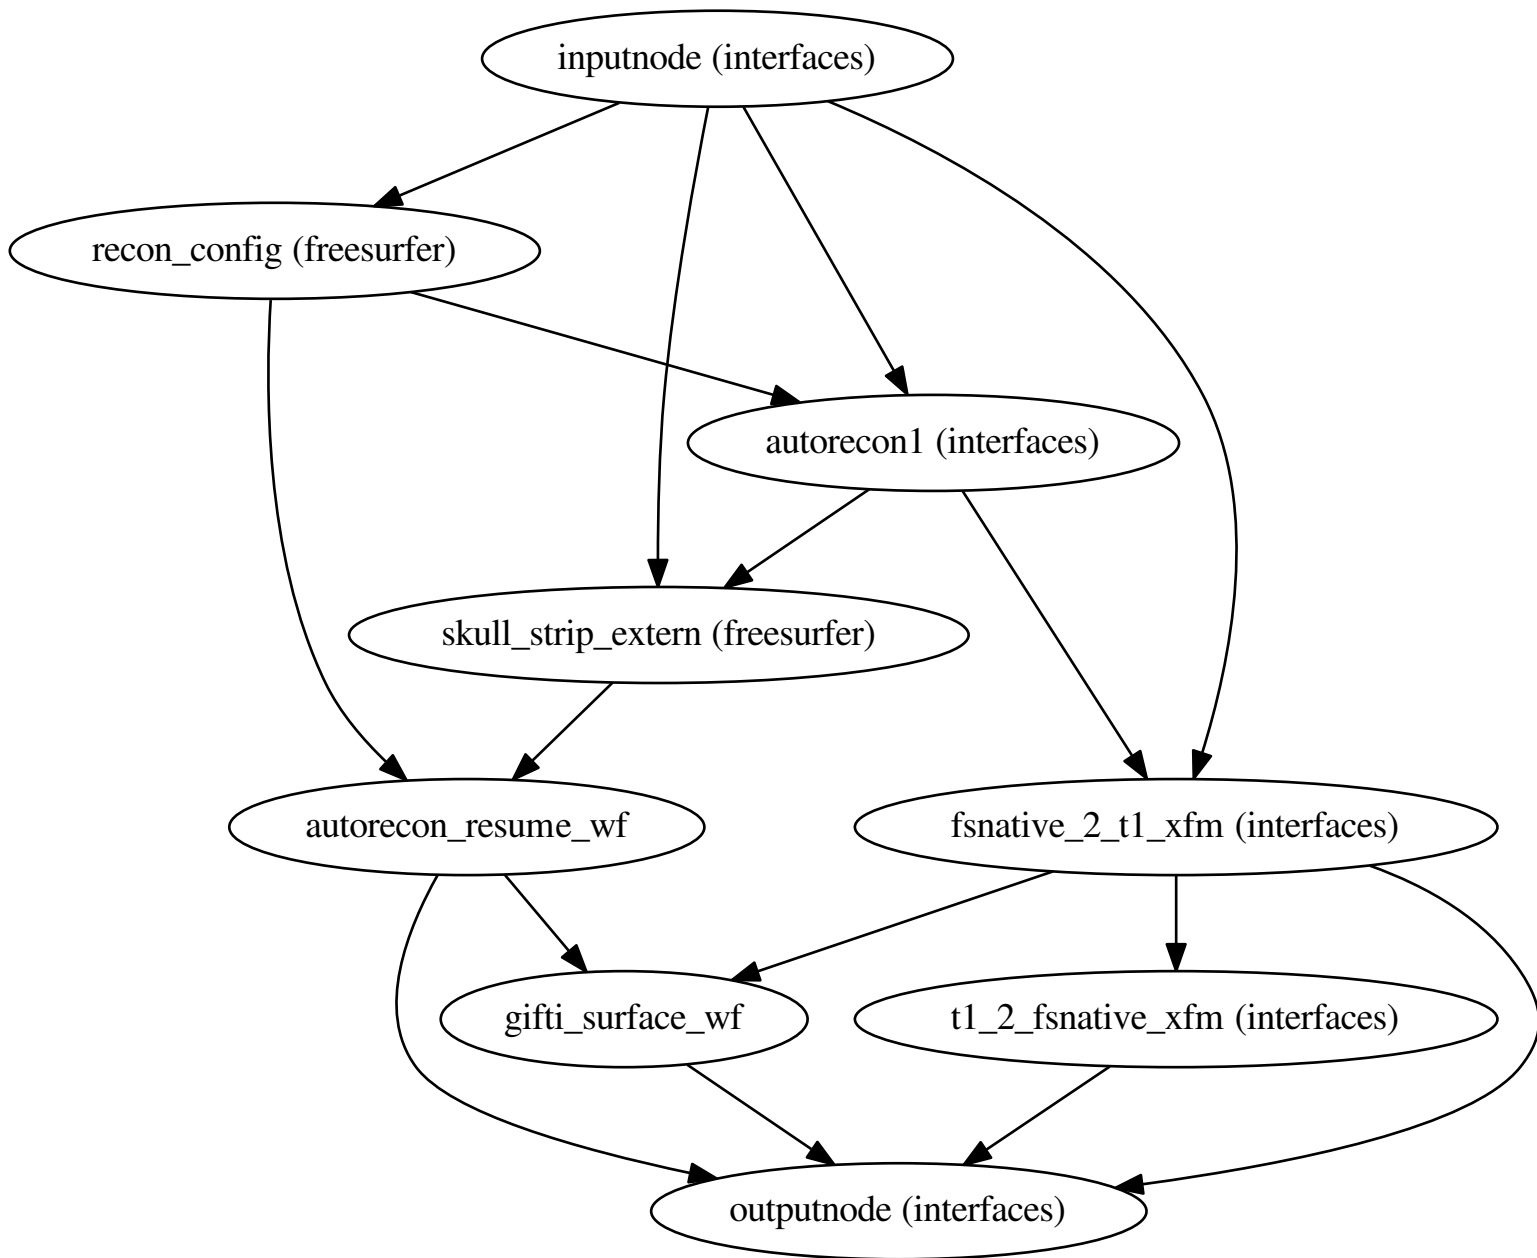 inputnode (interfaces)
recon_config (freesurfer)
autorecon1 (interfaces)
skull_strip_extern (freesurfer)
autorecon_resume_wf
fsnative_2_t1_xfm (interfaces)
gifti_surface_wf
t1_2_fsnative_xfm (interfaces)
outputnode (interfaces)